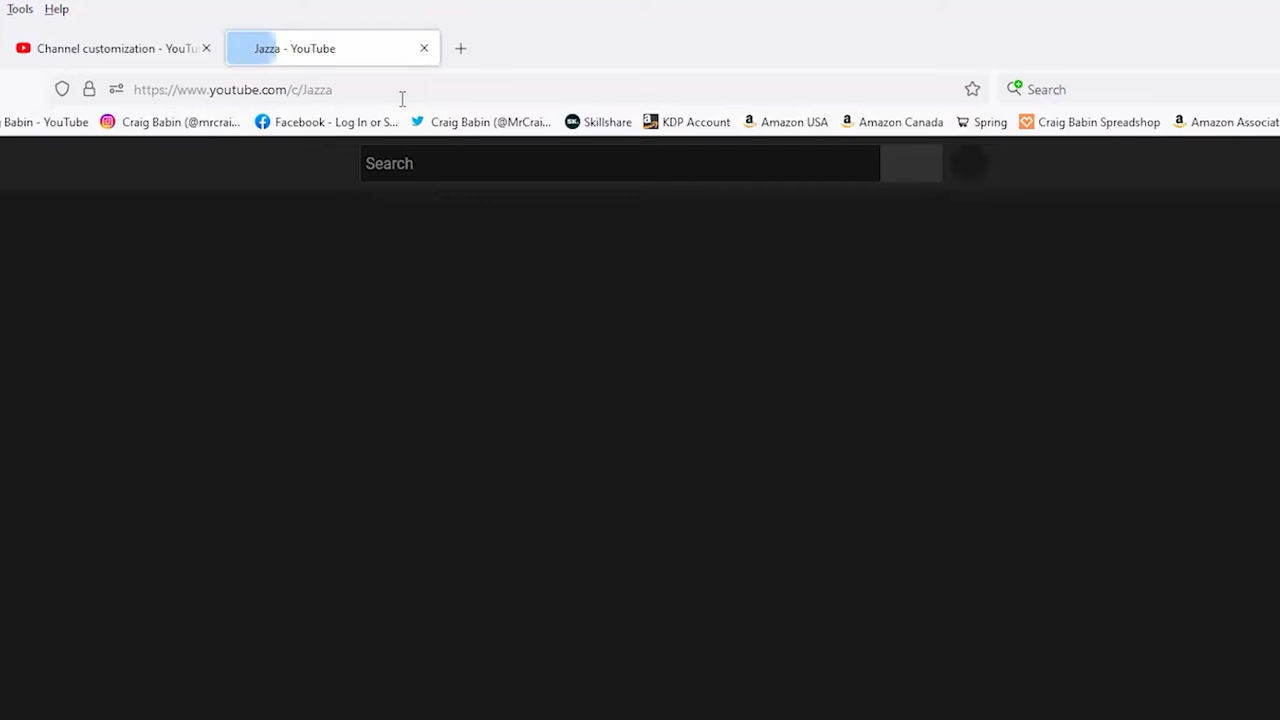 Tools Help
Channel customization - YouTu
Jazza - YouTube
https://www.youtube.com/c/Jazza
Search
Babin - YouTube Craig Babin (@mrcrai... Facebook - Log In or S... Craig Babin (@MrCrai... Skillshare KDP Account Amazon USA Amazon Canada Spring Craig Babin Spreadshop Amazon Associat
Search